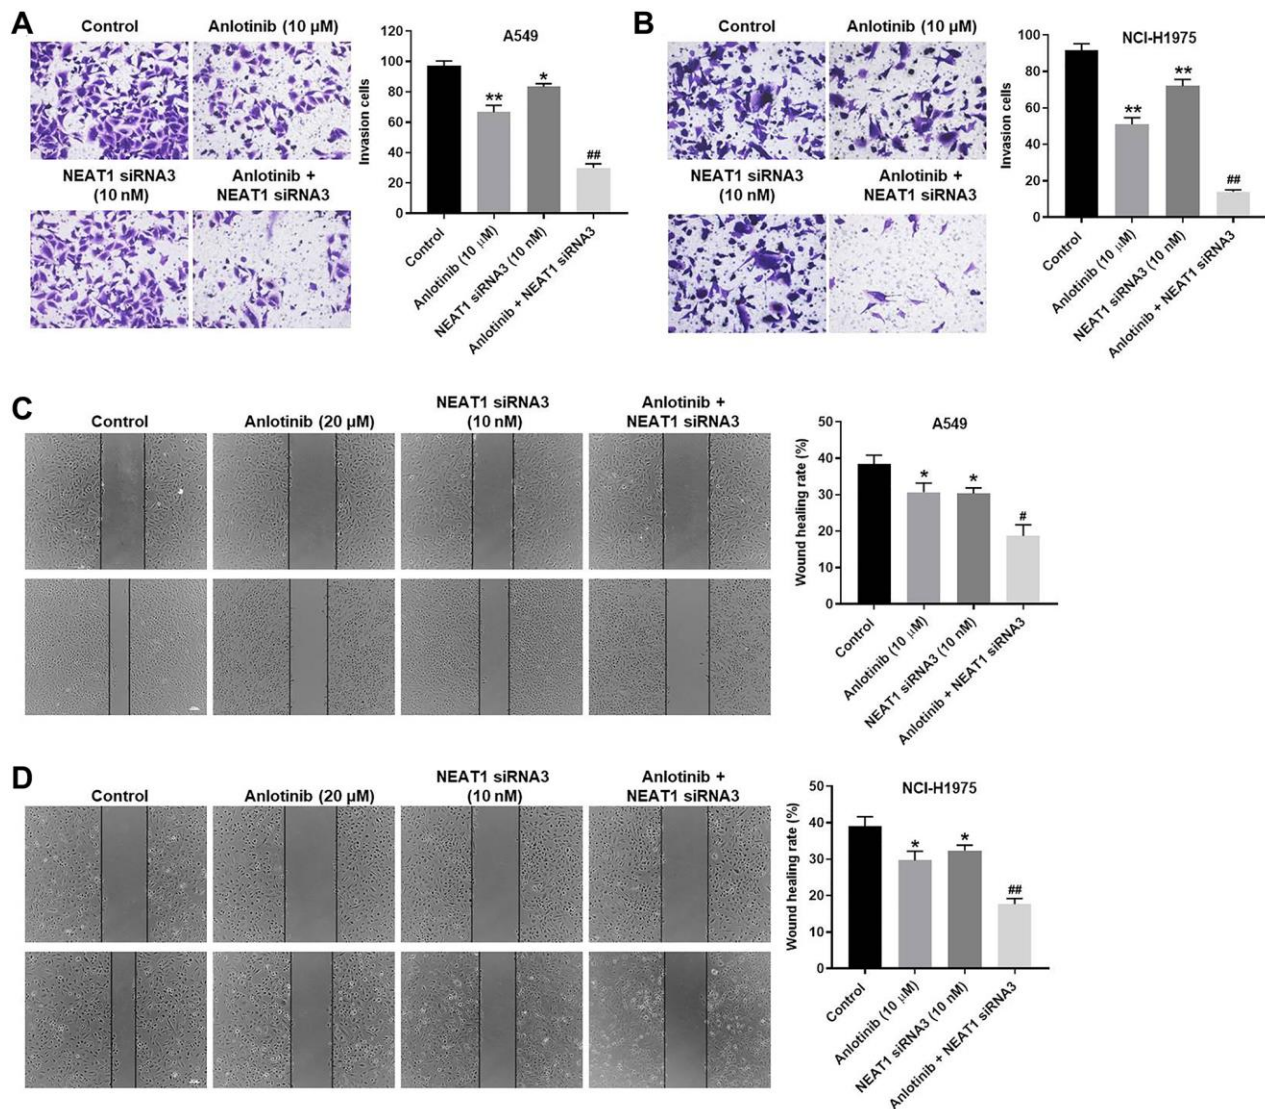 A
Control
Anlotinib (10 μM)
NEAT1 siRNA3
(10 nM)
Anlotinib +
NEAT1 siRNA3
A549
Invasion cells
120
100
80
60
40
20
0
**
*
##
Control
Anlotinib (10 μM)
NEAT1 siRNA3 (10 nM)
Anlotinib + NEAT1 siRNA3
B
Control
Anlotinib (10 μM)
NEAT1 siRNA3
(10 nM)
Anlotinib +
NEAT1 siRNA3
NCI-H1975
Invasion cells
100
80
60
40
20
0
**
**
##
Control
Anlotinib (10 μM)
NEAT1 siRNA3 (10 nM)
Anlotinib + NEAT1 siRNA3
C
Control
Anlotinib (20 μM)
NEAT1 siRNA3
(10 nM)
Anlotinib +
NEAT1 siRNA3
A549
Wound healing rate (%)
50
40
30
20
10
0
*
*
#
Control
Anlotinib (10 μM)
NEAT1 siRNA3 (10 nM)
Anlotinib + NEAT1 siRNA3
D
Control
Anlotinib (20 μM)
NEAT1 siRNA3
(10 nM)
Anlotinib +
NEAT1 siRNA3
NCI-H1975
Wound healing rate (%)
50
40
30
20
10
0
*
*
##
Control
Anlotinib (10 μM)
NEAT1 siRNA3 (10 nM)
Anlotinib + NEAT1 siRNA3